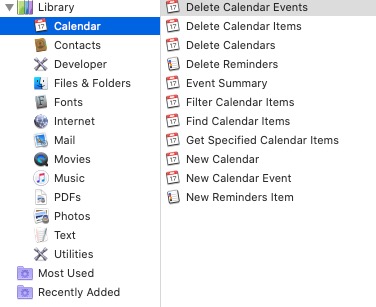 Library
Calendar
Contacts
Developer
Files & Folders
Fonts
Internet
Mail
Movies
Music
PDFs
Photos
Text
Utilities
Most Used
Recently Added
Delete Calendar Events
Delete Calendar Items
Delete Calendars
Delete Reminders
Event Summary
Filter Calendar Items
Find Calendar Items
Get Specified Calendar Items
New Calendar
New Calendar Event
New Reminders Item